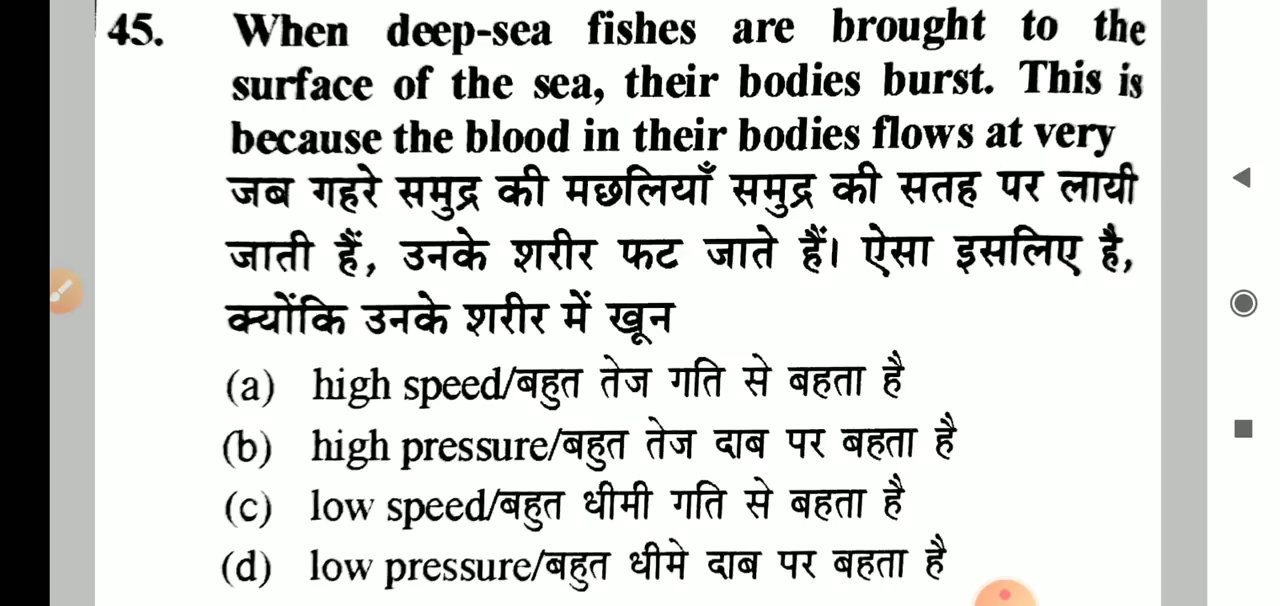 45. When deep-sea fishes are brought to the
surface of the sea, their bodies burst. This is
because the blood in their bodies flows at very
जब गहरे समुद्र की मछलियाँ समुद्र की सतह पर लायी
जाती हैं, उनके शरीर फट जाते हैं। ऐसा इसलिए है,
क्योंकि उनके शरीर में खून
(a) high speed/बहुत तेज गति से बहता है
(b) high pressure/बहुत तेज दाब पर बहता है
(c) low speed/बहुत धीमी गति से बहता है
(d) low pressure/बहुत धीमे दाब पर बहता है